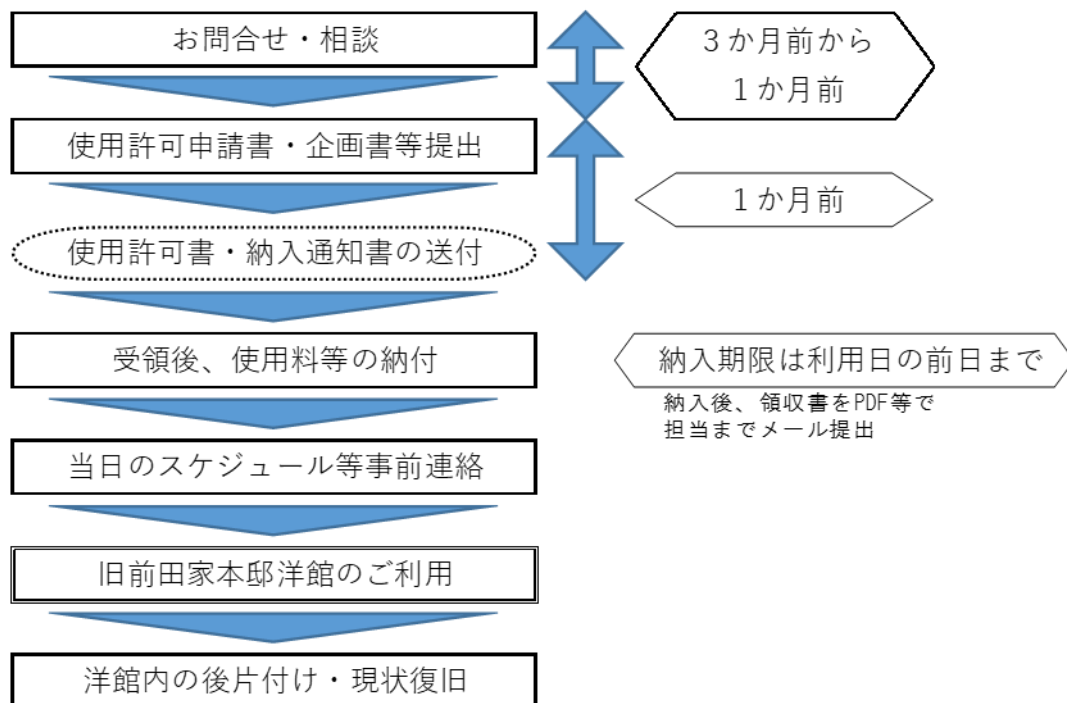 お問合せ・相談
３か月前から
１か月前
使用許可申請書・企画書等提出
１か月前
使用許可書・納入通知書の送付
受領後、使用料等の納付
納入期限は利用日の前日まで
納入後、領収書をPDF等で
担当までメール提出
当日のスケジュール等事前連絡
旧前田家本邸洋館のご利用
洋館内の後片付け・現状復旧